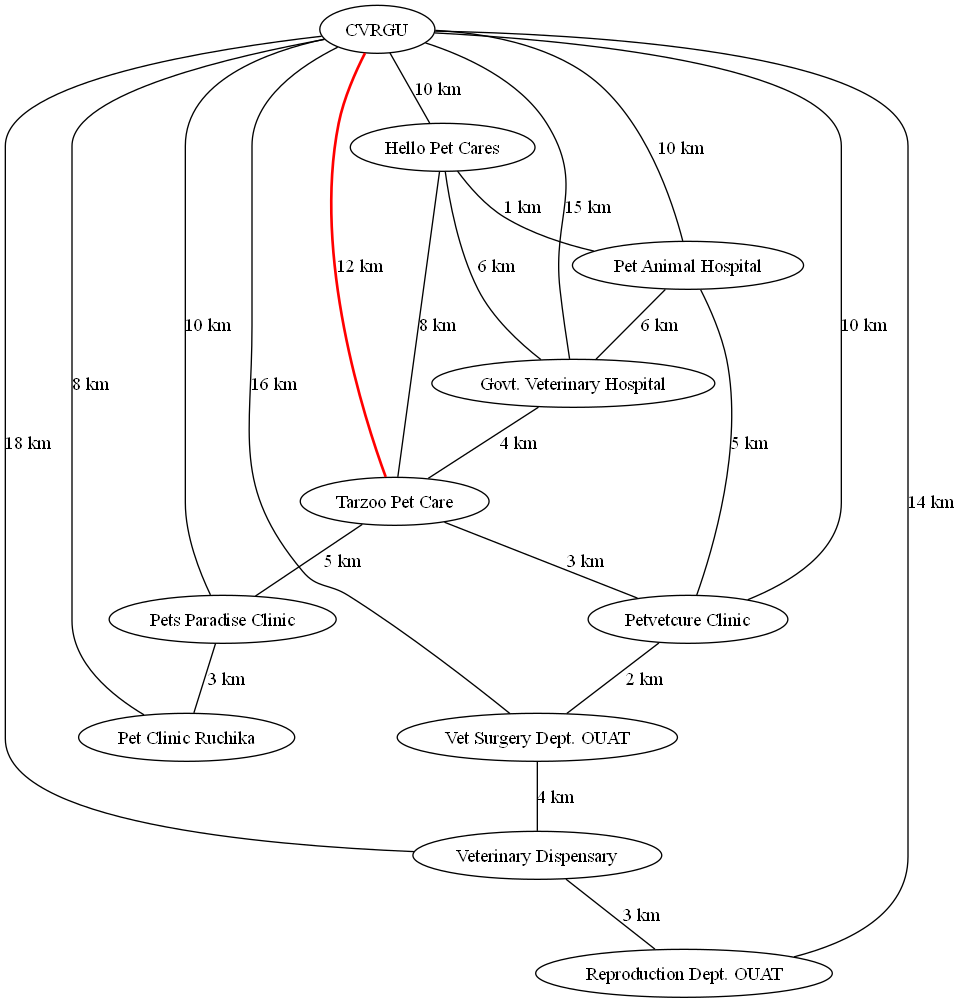 CVRGU
10 km
Hello Pet Cares
10 km
1 km
15 km
12 km
6 km
Pet Animal Hospital
10 km
8 km
6 km
10 km
8 km
16 km
Govt. Veterinary Hospital
18 km
4 km
5 km
Tarzoo Pet Care
14 km
5 km
3 km
Pets Paradise Clinic
Petvetcure Clinic
3 km
2 km
Pet Clinic Ruchika
Vet Surgery Dept. OUAT
4 km
Veterinary Dispensary
3 km
Reproduction Dept. OUAT